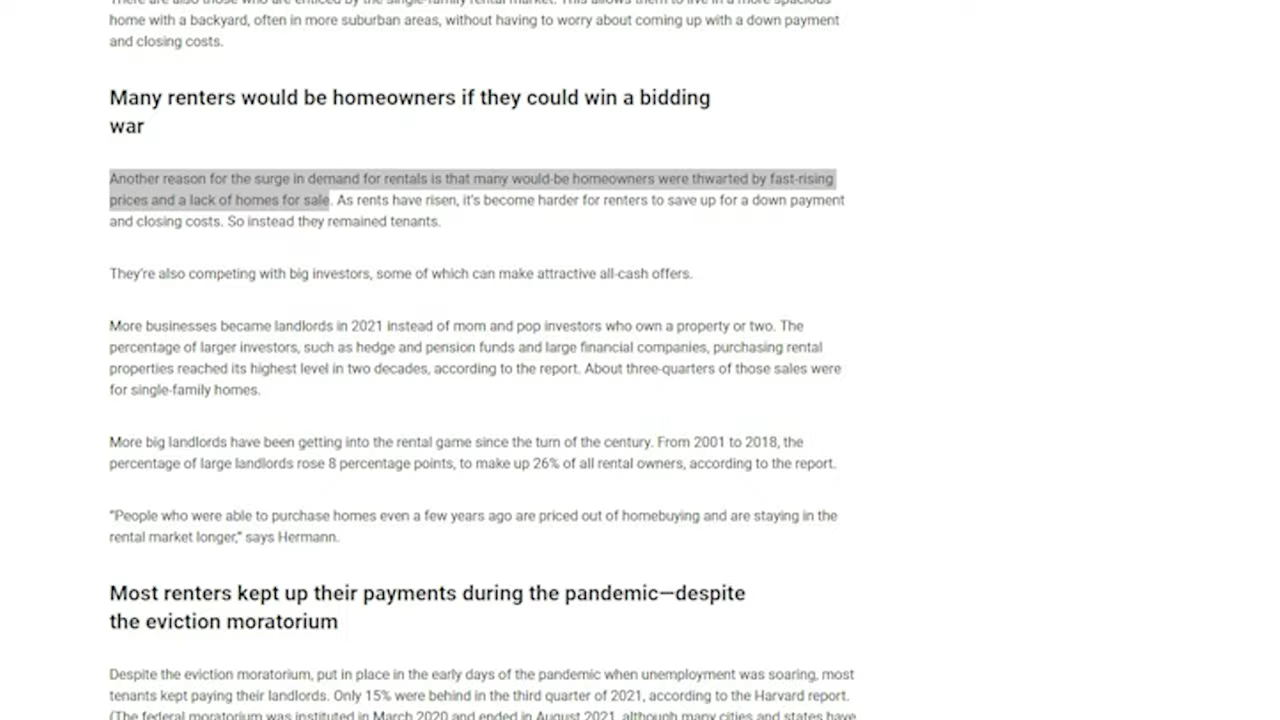 There are also those who are enticed by the single-family rental market. This allows them to live in a more spacious
home with a backyard, often in more suburban areas, without having to worry about coming up with a down payment
and closing costs.
Many renters would be homeowners if they could win a bidding
war
Another reason for the surge in demand for rentals is that many would-be homeowners were thwarted by fast-rising
prices and a lack of homes for sale. As rents have risen, it's become harder for renters to save up for a down payment
and closing costs. So instead they remained tenants.
They're also competing with big investors, some of which can make attractive all-cash offers.
More businesses became landlords in 2021 instead of mom and pop investors who own a property or two. The
percentage of larger investors, such as hedge and pension funds and large financial companies, purchasing rental
properties reached its highest level in two decades, according to the report. About three-quarters of those sales were
for single-family homes.
More big landlords have been getting into the rental game since the turn of the century. From 2001 to 2018, the
percentage of large landlords rose 8 percentage points, to make up 26% of all rental owners, according to the report.
"People who were able to purchase homes even a few years ago are priced out of homebuying and are staying in the
rental market longer," says Hermann.
Most renters kept up their payments during the pandemic—despite
the eviction moratorium
Despite the eviction moratorium, put in place in the early days of the pandemic when unemployment was soaring, most
tenants kept paying their landlords. Only 15% were behind in the third quarter of 2021, according to the Harvard report.
(The federal moratorium was instituted in March 2020 and ended in August 2021, although many cities and states have